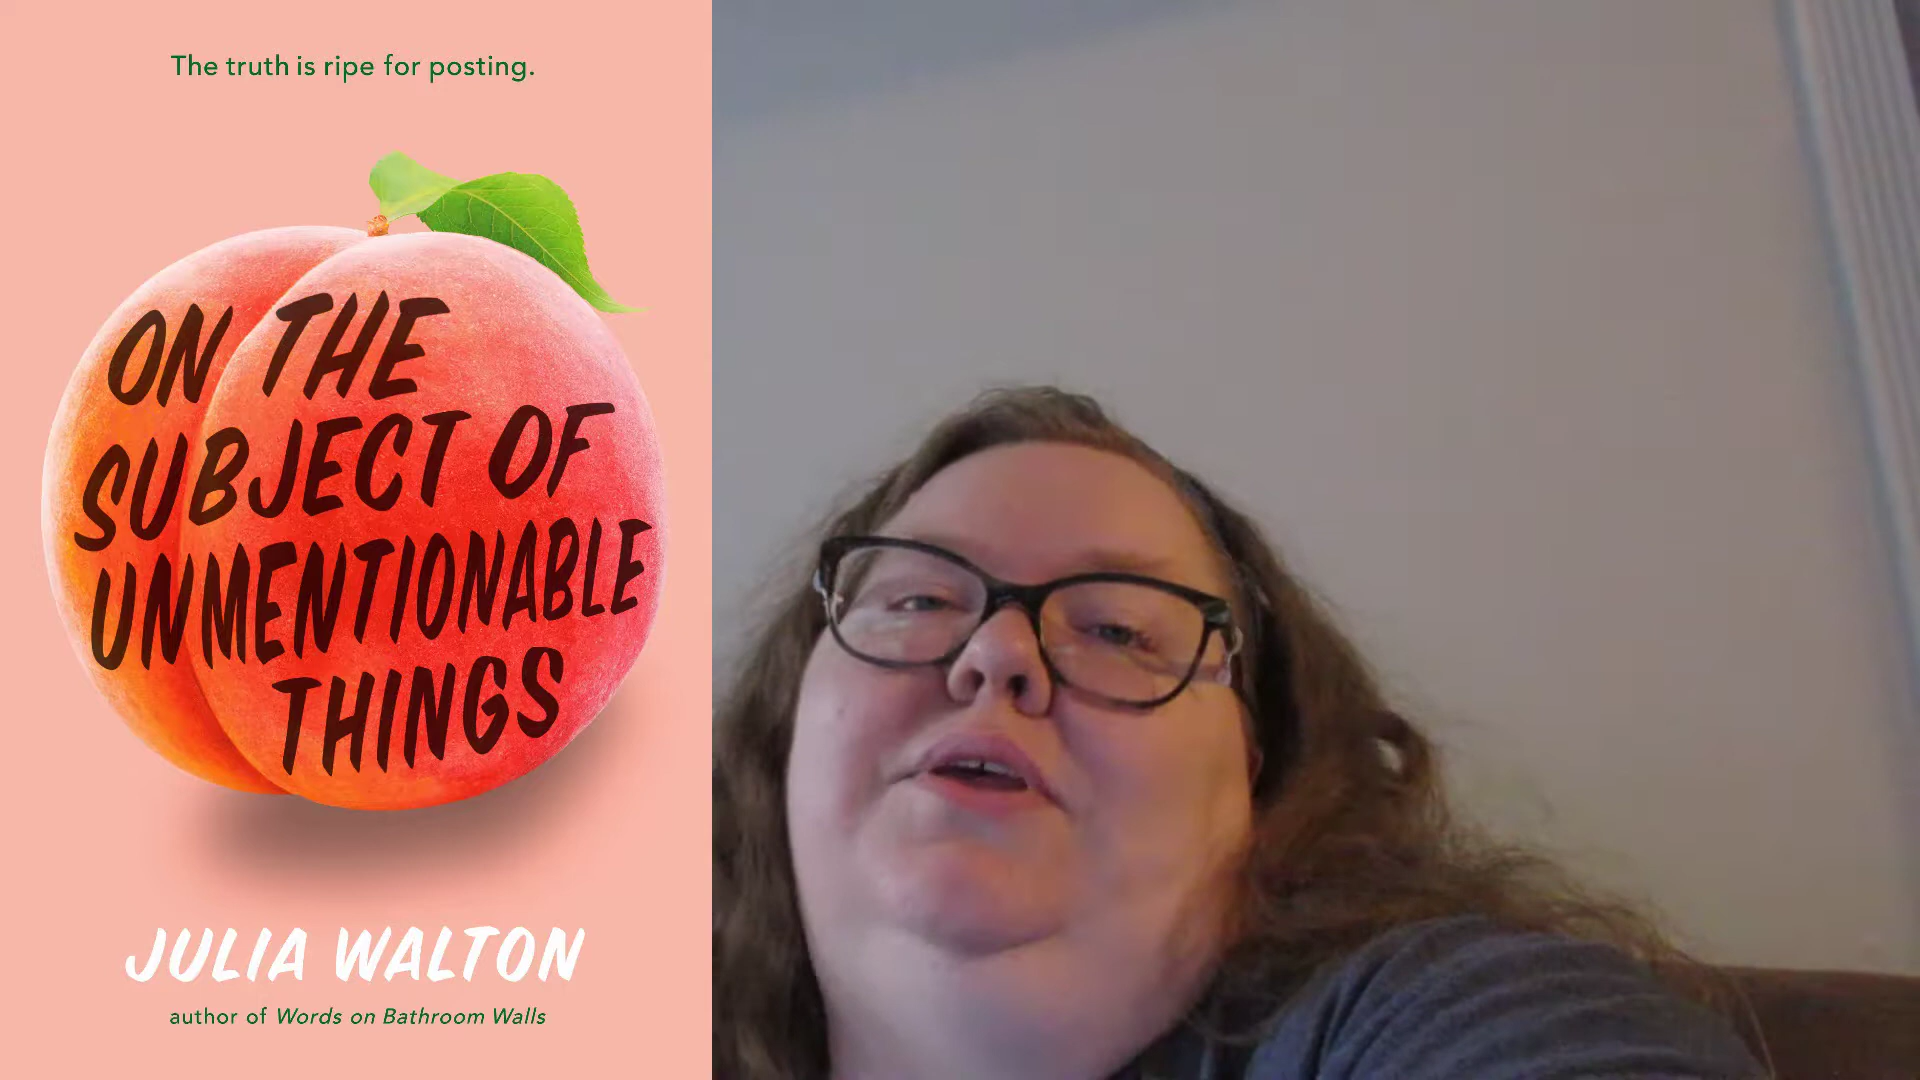 The truth is ripe for posting.
ON THE
SUBJECT OF
UNMENTIONABLE
THINGS
JULIA WALTON
author of Words on Bathroom Walls